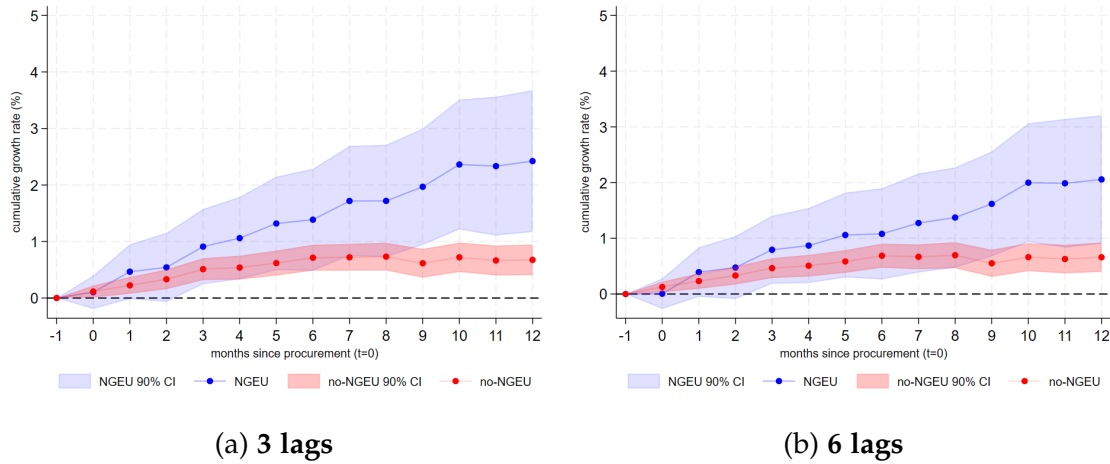 5
4
3
2
1
0
cumulative growth rate (%)
-1 0 1 2 3 4 5 6 7 8 9 10 11 12
months since procurement (t=0)
NGEU 90% CI NGEU no-NGEU 90% CI no-NGEU
(a) 3 lags
5
4
3
2
1
0
cumulative growth rate (%)
-1 0 1 2 3 4 5 6 7 8 9 10 11 12
months since procurement (t=0)
NGEU 90% CI NGEU no-NGEU 90% CI no-NGEU
(b) 6 lags